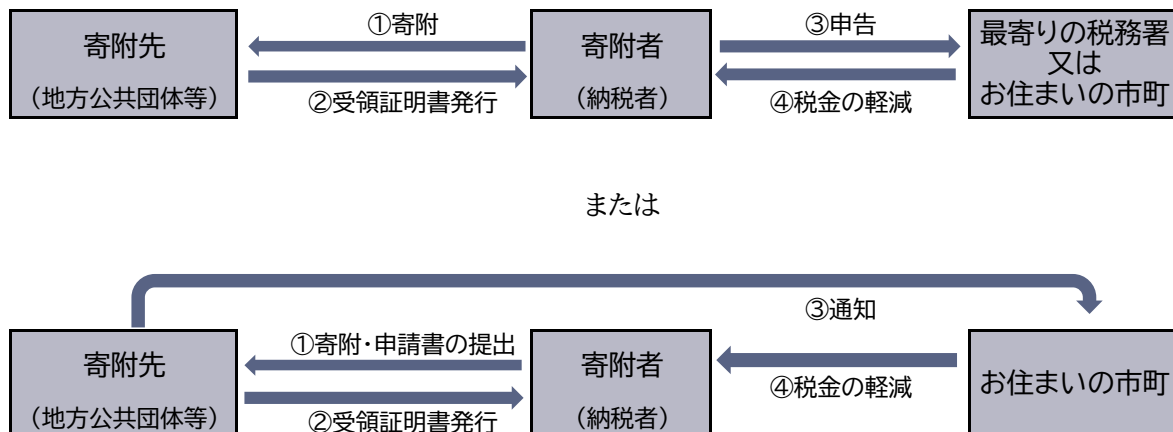 寄附先
(地方公共団体等)
①寄附
②受領証明書発行
寄附者
(納税者)
③申告
④税金の軽減
最寄りの税務署
又は
お住まいの市町
または
③通知
寄附先
(地方公共団体等)
①寄附・申請書の提出
②受領証明書発行
寄附者
(納税者)
④税金の軽減
お住まいの市町